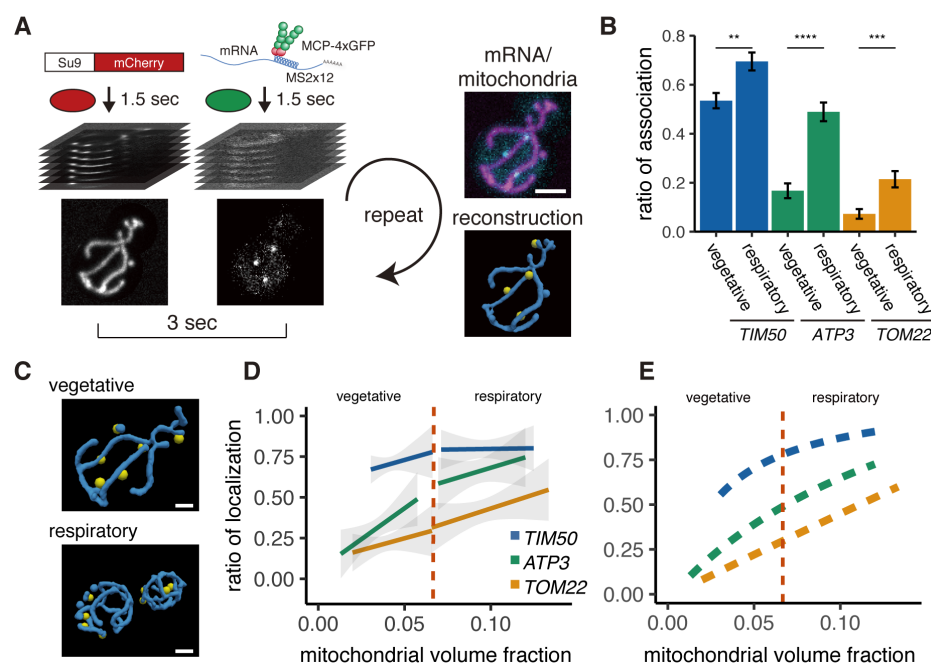 A
Su9
mCherry
mRNA
MCP-4xGFP
AAAAAA
MS2x12
1.5 sec
1.5 sec
repeat
3 sec
mRNA/
mitochondria
reconstruction
B
ratio of association
0.8
0.6
0.4
0.2
0.0
**
****
***
vegetative
respiratory
vegetative
respiratory
vegetative
respiratory
TIM50
ATP3
TOM22
C
vegetative
respiratory
D
vegetative
respiratory
ratio of localization
1.00
0.75
0.50
0.25
0.00
TIM50
ATP3
TOM22
0.00
0.05
0.10
mitochondrial volume fraction
E
vegetative
respiratory
1.00
0.75
0.50
0.25
0.00
0.00
0.05
0.10
mitochondrial volume fraction